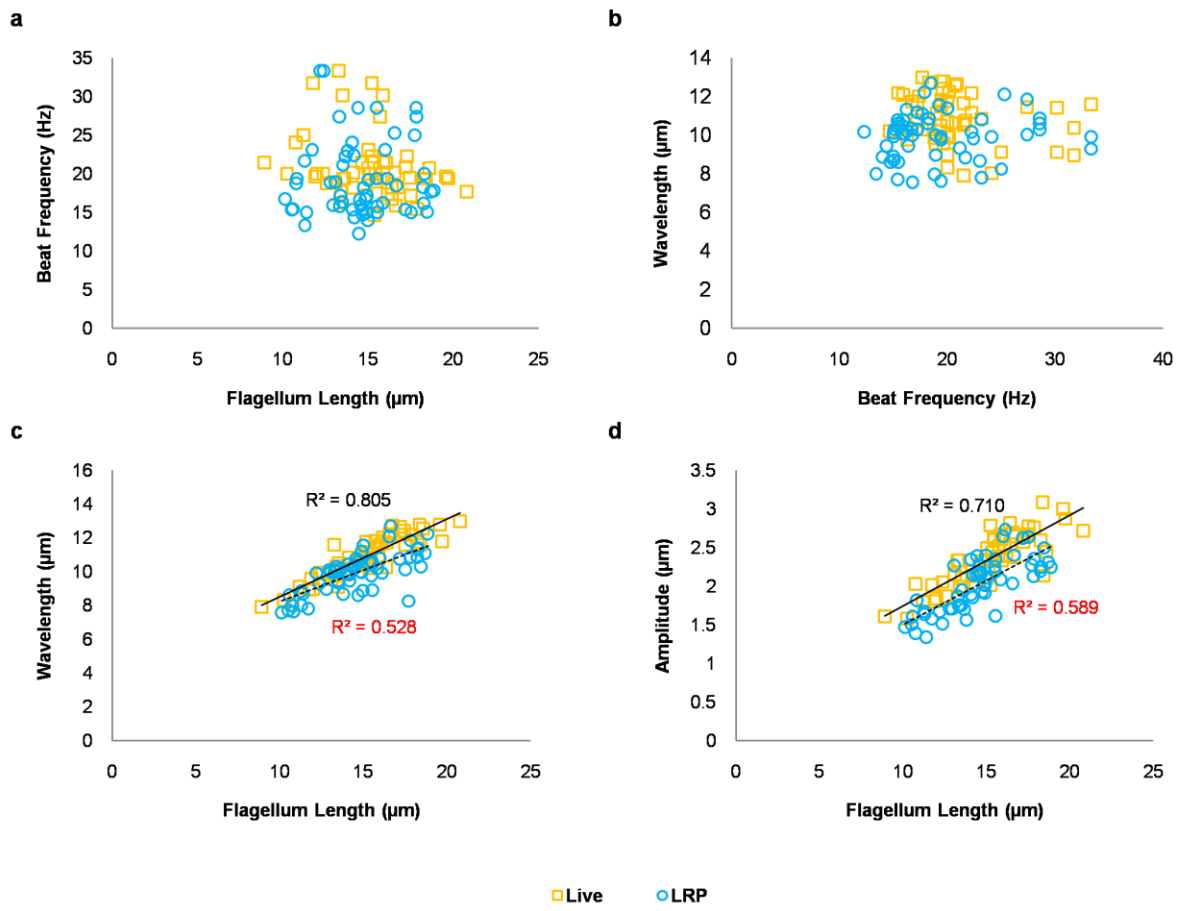 a
35
30
25
20
15
10
5
0
Beat Frequency (Hz)
0 5 10 15 20 25
Flagellum Length (µm)
b
14
12
10
8
6
4
2
0
Wavelength (µm)
0 10 20 30 40
Beat Frequency (Hz)
c
16
14
12
10
8
6
4
2
0
Wavelength (µm)
R² = 0.805
R² = 0.528
0 5 10 15 20 25
Flagellum Length (µm)
d
3.5
3
2.5
2
1.5
1
0.5
0
Amplitude (µm)
R² = 0.710
R² = 0.589
0 5 10 15 20 25
Flagellum Length (µm)
Live LRP